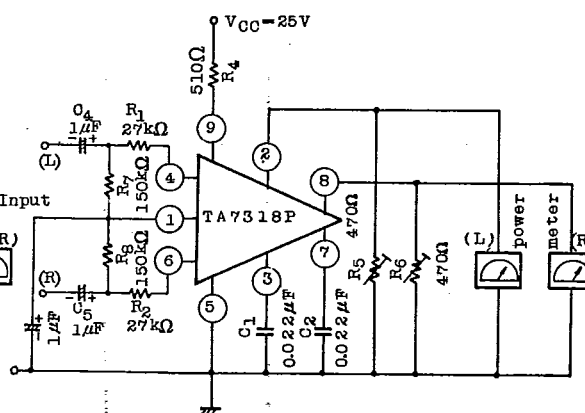 VCC=25V
510Ω
R4
C4
1μF
- +
R1
27kΩ
9
2
(L)
4
8
R7
150kΩ
Input
1
TA7318P
470Ω
(L)
power
meter
(R)
R)
R8
150kΩ
6
7
R5
R6
470Ω
(R)
- +
C5
1μF
R2
27kΩ
5
3
+
-
1μF
C1
0.022μF
C2
0.022μF